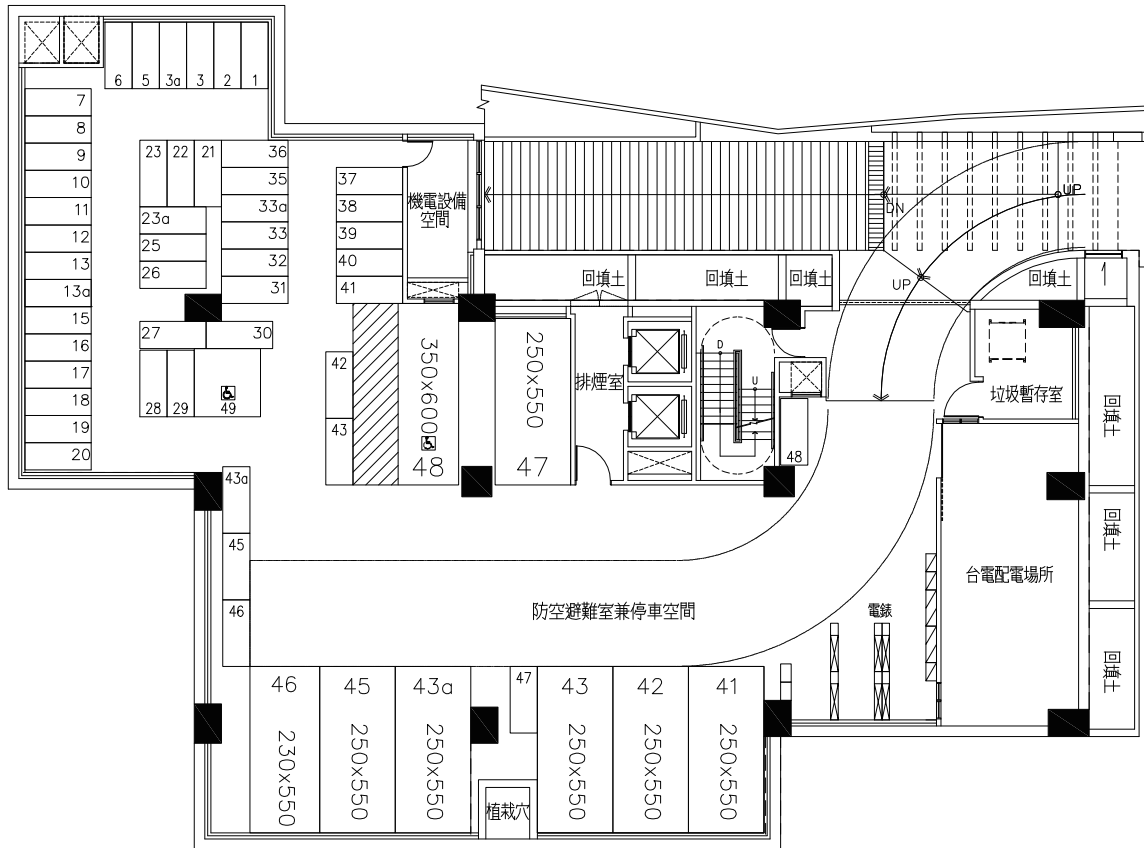 6 5 3a 3 2 1
7
8
9
10
11
12
13
13a
15
16
17
18
19
20
23 22 21
23a
25
26
27
30
28 29 49
36
35
33a
33
32
31
37
38
39
40
41
42
43
機電設備
空間
350x600
48
250x550
47
排煙室
D
U
48
回填土
回填土
回填土
回填土
DN
UP
UP
垃圾暫存室
回填土
回填土
回填土
台電配電場所
電錶
43a
45
46
防空避難室兼停車空間
46
230x550
45
250x550
43a
250x550
47
植栽穴
43
250x550
42
250x550
41
250x550